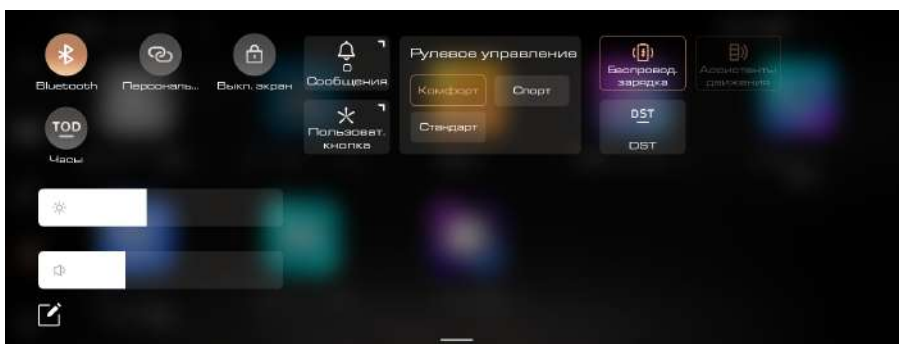 Bluetooth
Персональ...
Выкл. экран
TOD
Часы
Сообщения
Пользоват.
кнопка
Рулевое управление
Комфорт
Спорт
Стандарт
Беспровод.
зарядка
DST
DST
Ассистенты
движения